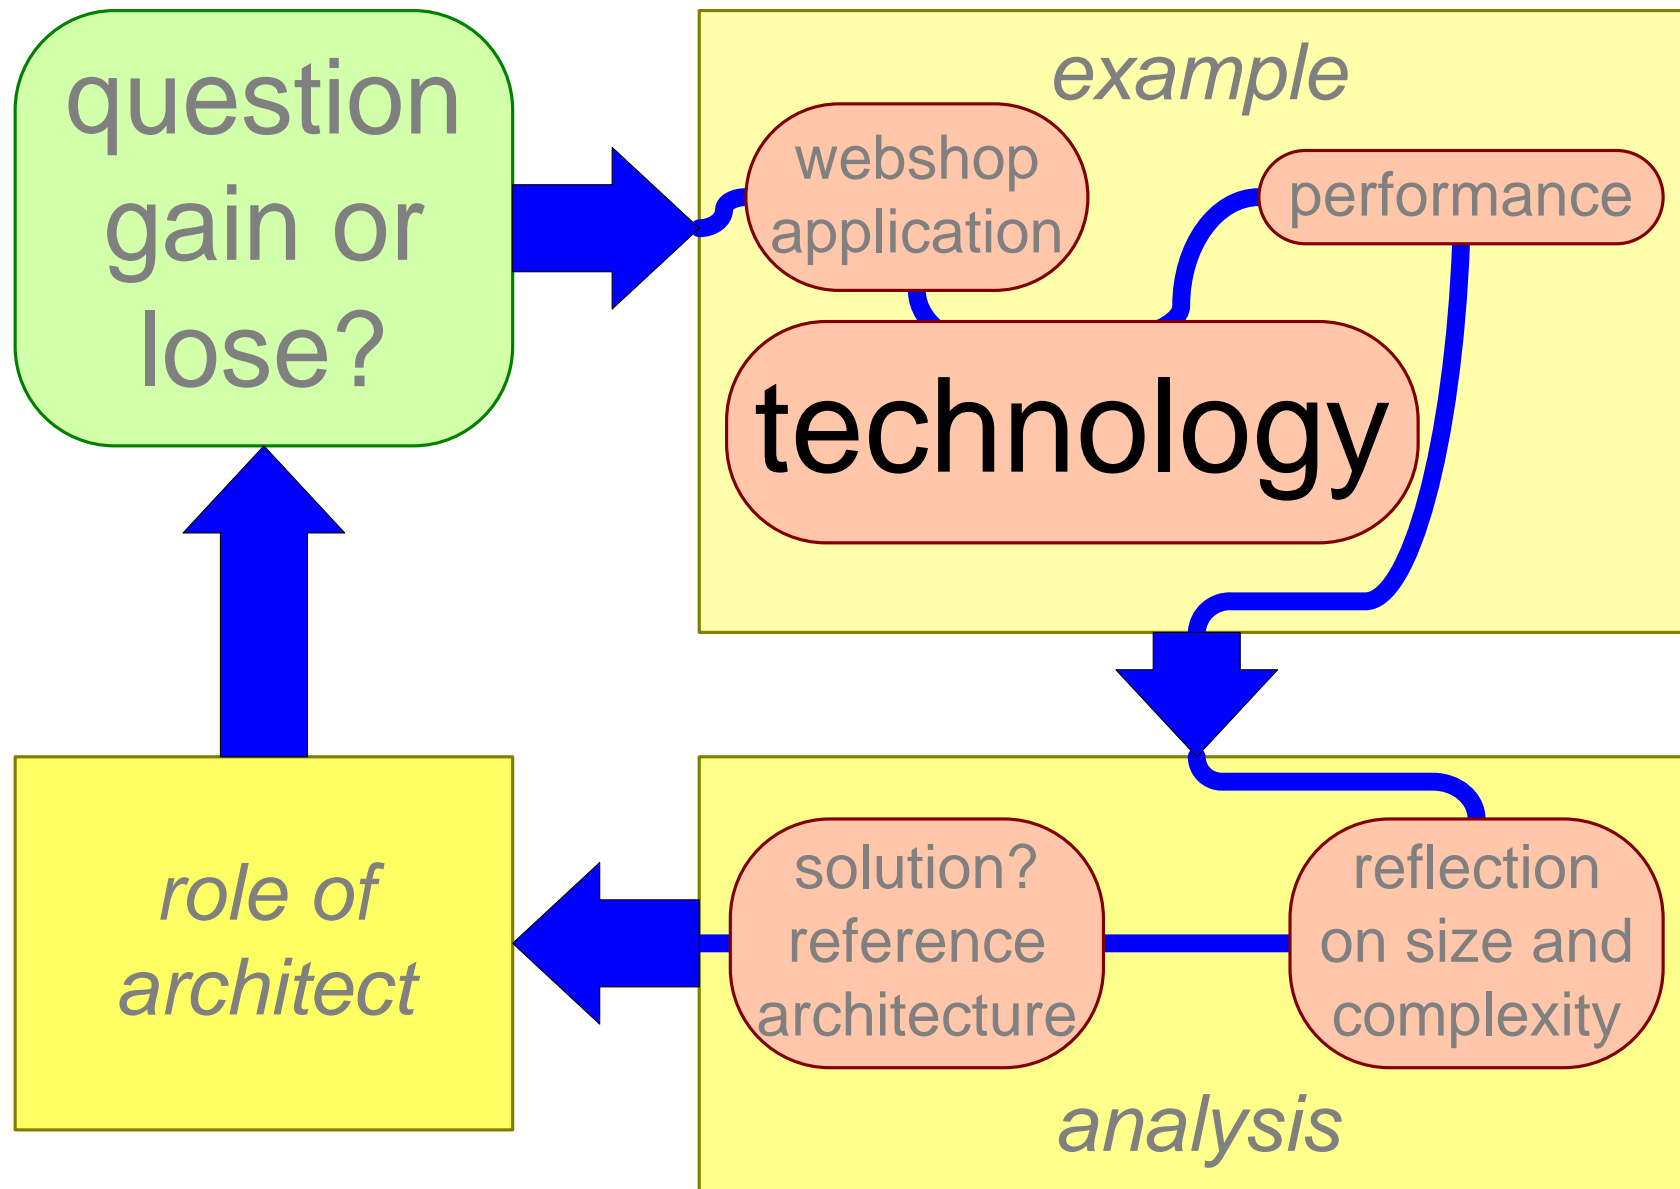 question
gain or
lose?
example
webshop
application
performance
technology
role of
architect
solution?
reference
architecture
reflection
on size and
complexity
analysis